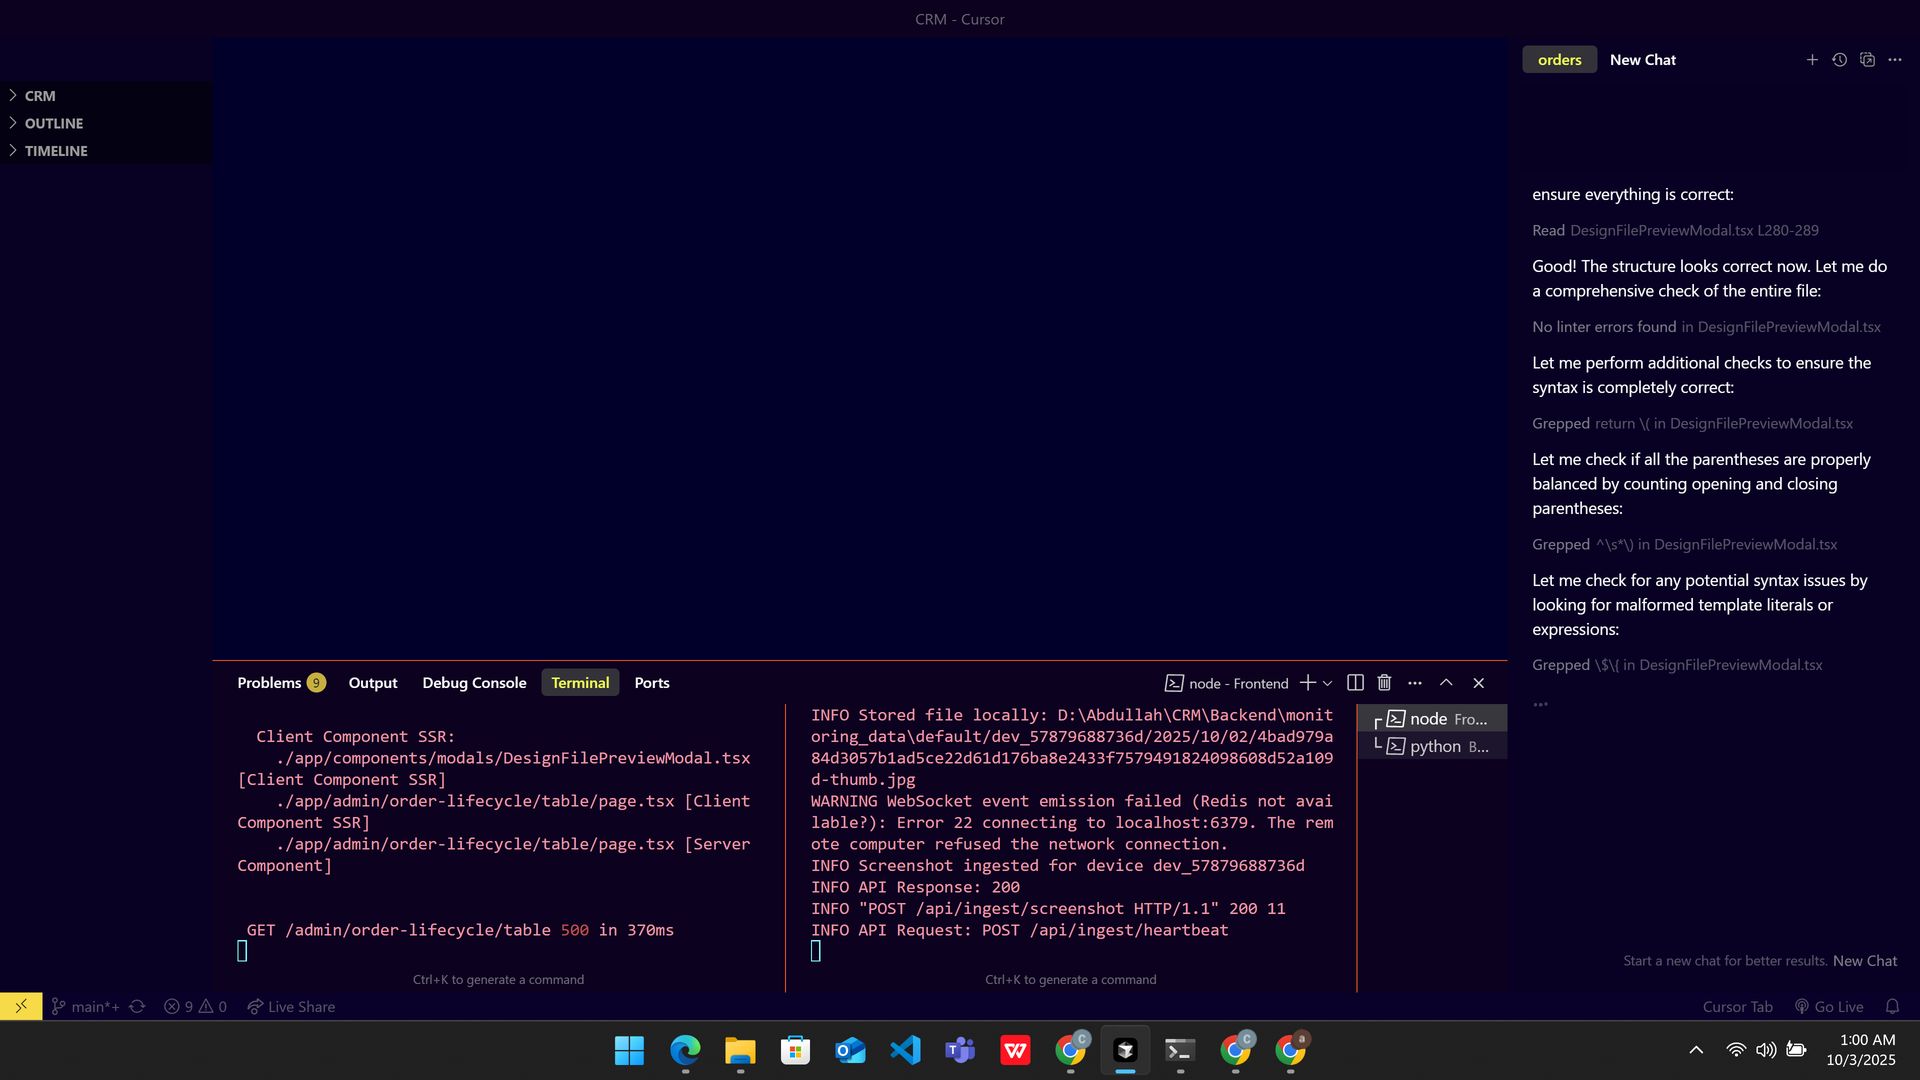 CRM - Cursor
CRM
OUTLINE
TIMELINE
orders New Chat
ensure everything is correct:
Read DesignFilePreviewModal.tsx L280-289
Good! The structure looks correct now. Let me do
a comprehensive check of the entire file:
No linter errors found in DesignFilePreviewModal.tsx
Let me perform additional checks to ensure the
syntax is completely correct:
Grepped return \( in DesignFilePreviewModal.tsx
Let me check if all the parentheses are properly
balanced by counting opening and closing
parentheses:
Grepped ^\s*\) in DesignFilePreviewModal.tsx
Let me check for any potential syntax issues by
looking for malformed template literals or
expressions:
Grepped \$\{ in DesignFilePreviewModal.tsx
Start a new chat for better results. New Chat
Problems 9 Output Debug Console Terminal Ports
node - Frontend
Client Component SSR:
./app/components/modals/DesignFilePreviewModal.tsx
[Client Component SSR]
./app/admin/order-lifecycle/table/page.tsx [Client
Component SSR]
./app/admin/order-lifecycle/table/page.tsx [Server
Component]
GET /admin/order-lifecycle/table 500 in 370ms
Ctrl+K to generate a command
INFO Stored file locally: D:\Abdullah\CRM\Backend\monit
oring_data\default/dev_57879688736d/2025/10/02/4bad979a
84d3057b1ad5ce22d61d176ba8e2433f7579491824098608d52a109
d-thumb.jpg
WARNING WebSocket event emission failed (Redis not avai
lable?): Error 22 connecting to localhost:6379. The rem
ote computer refused the network connection.
INFO Screenshot ingested for device dev_57879688736d
INFO API Response: 200
INFO "POST /api/ingest/screenshot HTTP/1.1" 200 11
INFO API Request: POST /api/ingest/heartbeat
Ctrl+K to generate a command
node Fro...
python B...
main*+ 9 0 Live Share
Cursor Tab Go Live
1:00 AM
10/3/2025